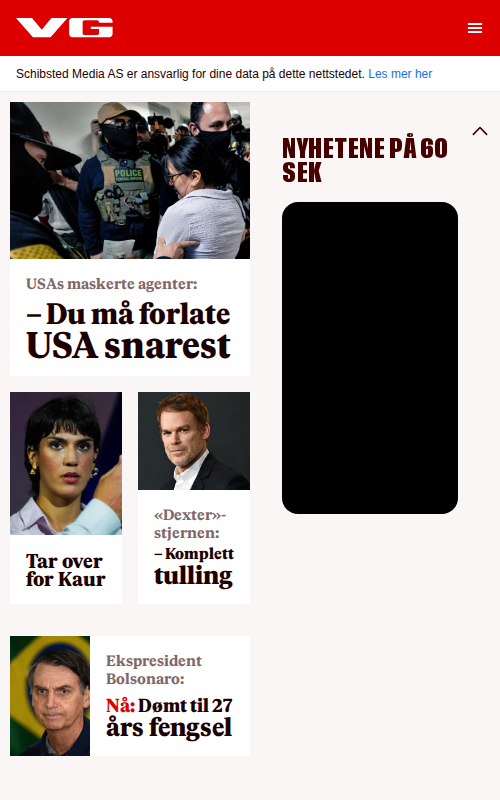 VG
Schibsted Media AS er ansvarlig for dine data på dette nettstedet. Les mer her
POLICE
FEDERAL OFFICER
USAs maskerte agenter:
– Du må forlate
USA snarest
NYHETENE PÅ 60
SEK
Tar over
for Kaur
«Dexter»-
stjernen:
– Komplett
tulling
Ekspresident
Bolsonaro:
Nå: Dømt til 27
års fengsel